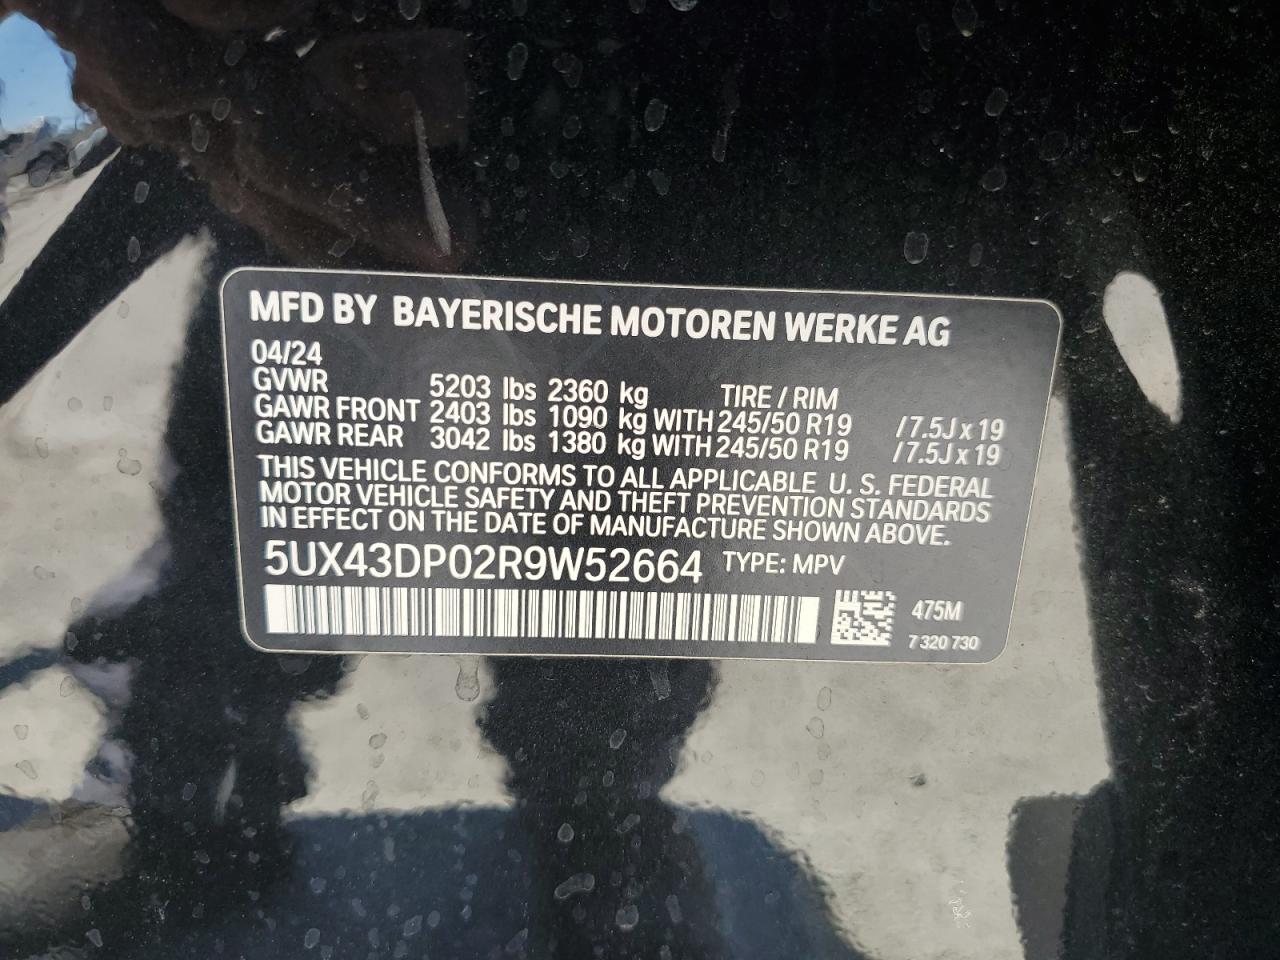 MFD BY BAYERISCHE MOTOREN WERKE AG
04/24
GVWR 5203 lbs 2360 kg TIRE / RIM
GAWR FRONT 2403 lbs 1090 kg WITH 245/50 R19 / 7.5J x 19
GAWR REAR 3042 lbs 1380 kg WITH 245/50 R19 / 7.5J x 19
THIS VEHICLE CONFORMS TO ALL APPLICABLE U. S. FEDERAL
MOTOR VEHICLE SAFETY AND THEFT PREVENTION STANDARDS
IN EFFECT ON THE DATE OF MANUFACTURE SHOWN ABOVE.
5UX43DP02R9W52664 TYPE: MPV
475M
7 320 730